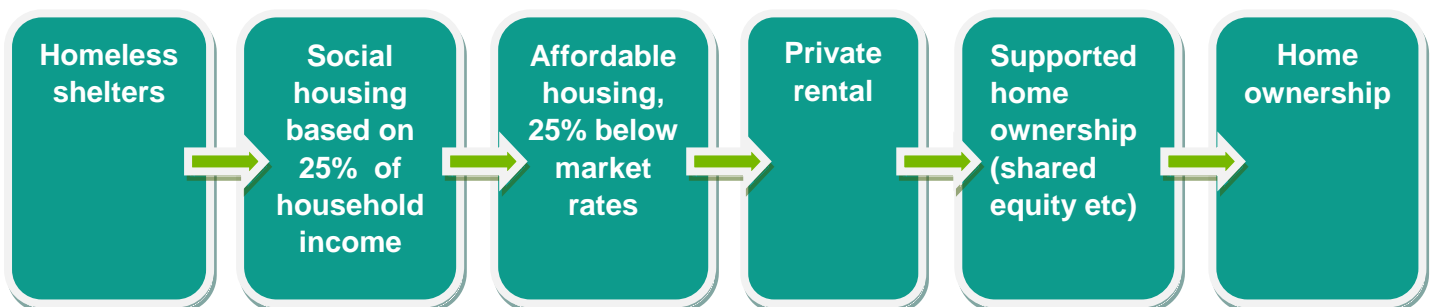 Homeless
shelters
Social
housing
based on
25% of
household
income
Affordable
housing,
25% below
market
rates
Private
rental
Supported
home
ownership
(shared
equity etc)
Home
ownership